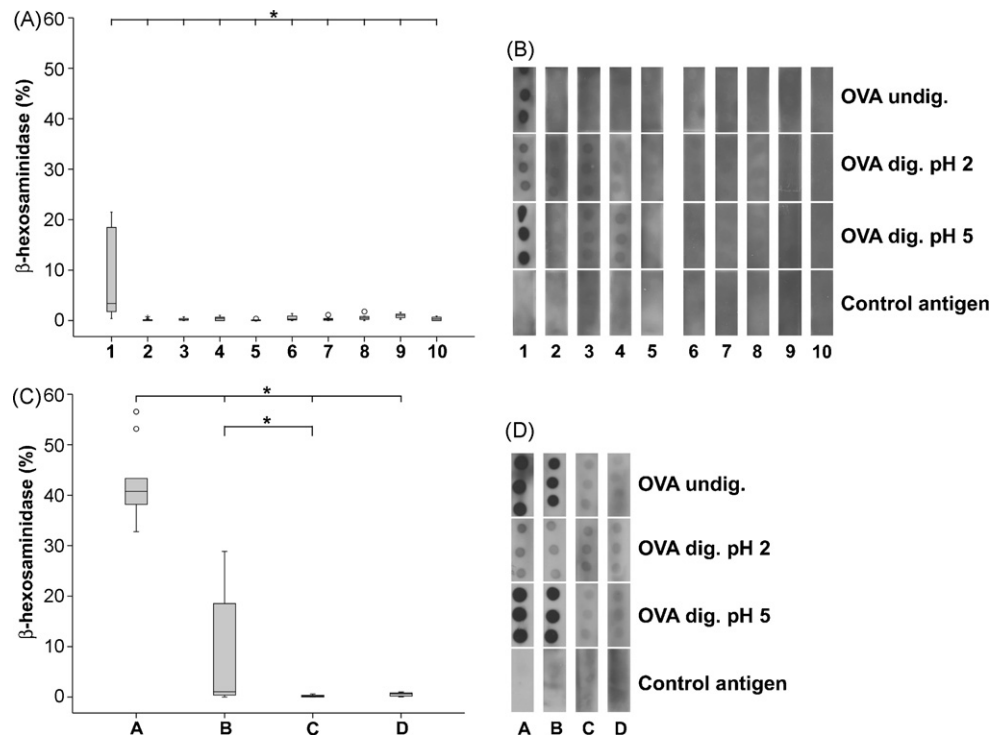 (A)
β-hexosaminidase (%)
60
50
40
30
20
10
0
*
1 2 3 4 5 6 7 8 9 10
(B)
OVA undig.
OVA dig. pH 2
OVA dig. pH 5
Control antigen
1 2 3 4 5 6 7 8 9 10
(C)
β-hexosaminidase (%)
60
50
40
30
20
10
0
*
*
A B C D
(D)
OVA undig.
OVA dig. pH 2
OVA dig. pH 5
Control antigen
A B C D